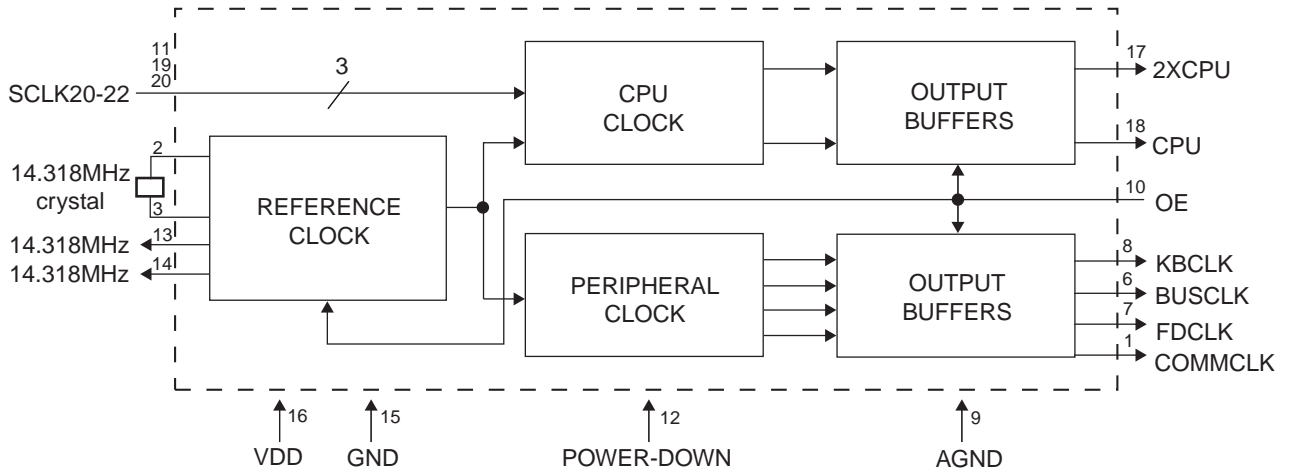 11
19
20
SCLK20-22
3
CPU
CLOCK
OUTPUT
BUFFERS
17
2XCPU
18
CPU
2
14.318MHz
crystal
3
REFERENCE
CLOCK
10
OE
13
14.318MHz
14
14.318MHz
PERIPHERAL
CLOCK
OUTPUT
BUFFERS
8
KBCLK
6
BUSCLK
7
FDCLK
1
COMMCLK
16
VDD
15
GND
12
POWER-DOWN
9
AGND